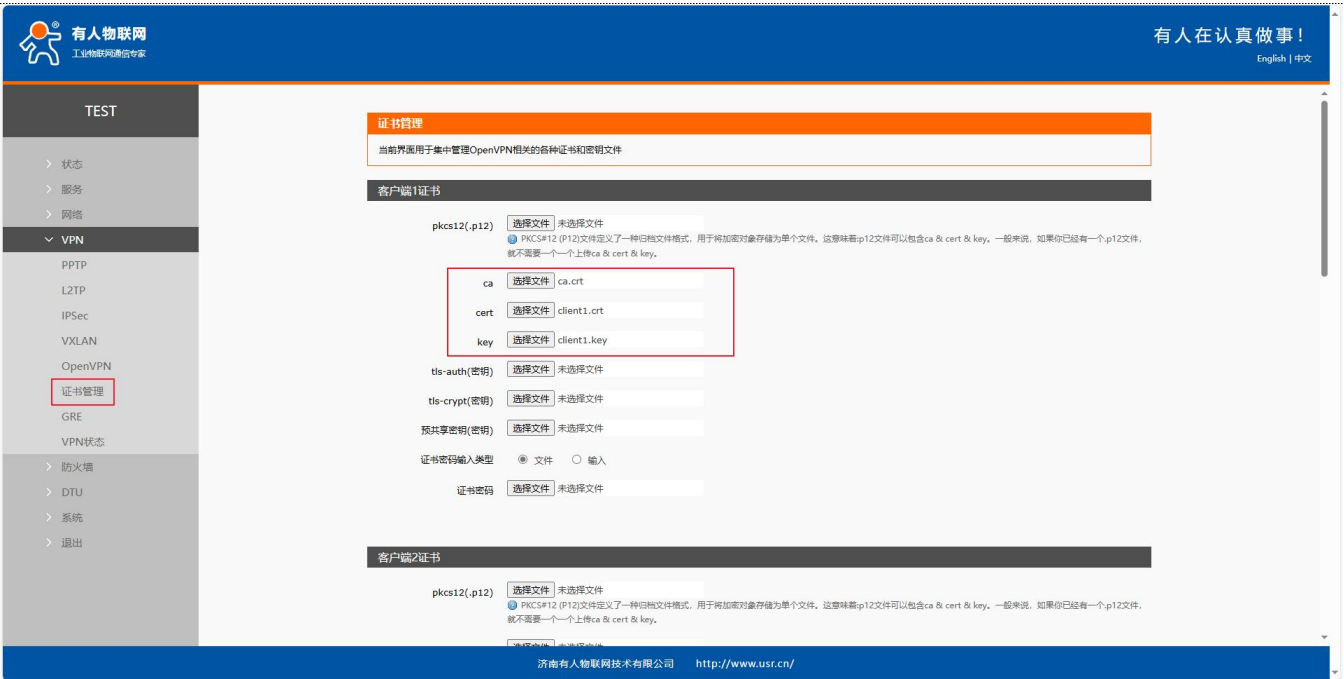 有人物联网
工业物联网通信专家
有人在认真做事！
English | 中文
TEST
状态
服务
网络
VPN
PPTP
L2TP
IPSec
VXLAN
OpenVPN
证书管理
GRE
VPN状态
防火墙
DTU
系统
退出
证书管理
当前界面用于集中管理OpenVPN相关的各种证书和密钥文件
客户端1证书
pkcs12(.p12) 选择文件 未选择文件
PKCS#12 (P12)文件定义了一种归档文件格式，用于将加密对象存储为单个文件。这意味着:p12文件可以包含ca & cert & key。一般来说，如果你已经有一个.p12文件，
就不需要一个一个上传ca & cert & key。
ca 选择文件 ca.crt
cert 选择文件 client1.crt
key 选择文件 client1.key
tls-auth(密钥) 选择文件 未选择文件
tls-crypt(密钥) 选择文件 未选择文件
预共享密钥(密钥) 选择文件 未选择文件
证书密码输入类型 文件 输入
证书密码 选择文件 未选择文件
客户端2证书
pkcs12(.p12) 选择文件 未选择文件
PKCS#12 (P12)文件定义了一种归档文件格式，用于将加密对象存储为单个文件。这意味着:p12文件可以包含ca & cert & key。一般来说，如果你已经有一个.p12文件，
就不需要一个一个上传ca & cert & key。
济南有人物联网技术有限公司 http://www.usr.cn/